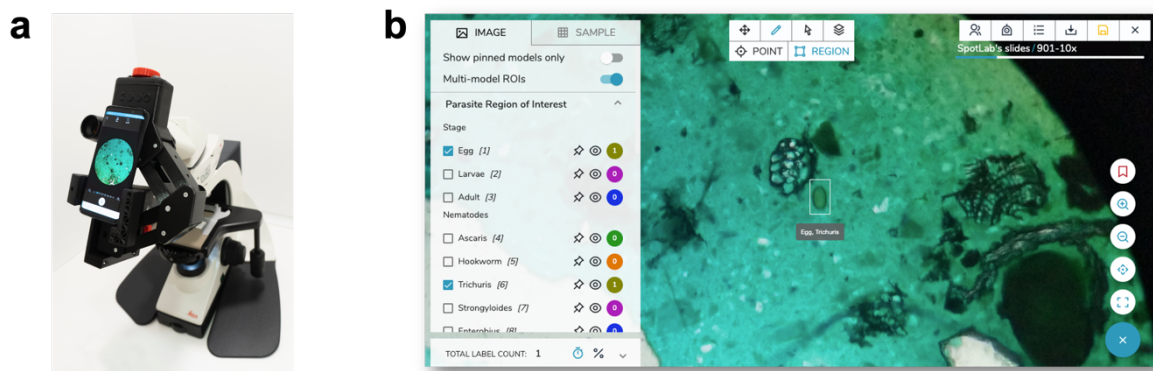 a
b
IMAGE
SAMPLE
Show pinned models only
Multi-model ROIs
Parasite Region of Interest
Stage
Egg [1] 1
Larvae [2] 0
Adult [3] 0
Nematodes
Ascaris [4] 0
Hookworm [5] 0
Trichuris [6] 1
Strongyloides [7] 0
Enterobius [8] 0
TOTAL LABEL COUNT: 1 %
POINT
REGION
SpotLab's slides / 901-10x
Egg, Trichuris